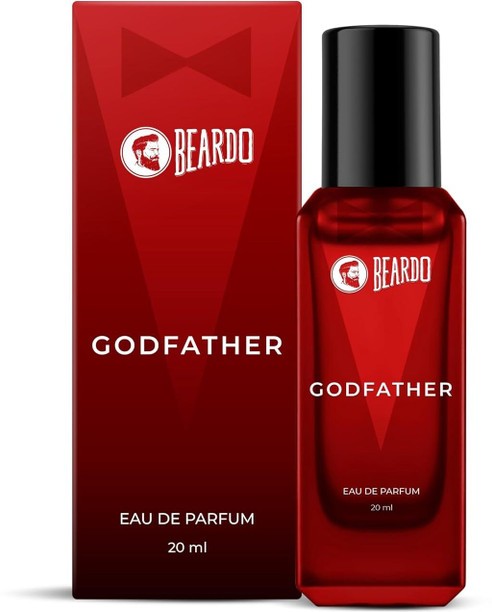 BEARDO
GODFATHER
EAU DE PARFUM
20 ml
BEARDO
GODFATHER
EAU DE PARFUM
20 ml